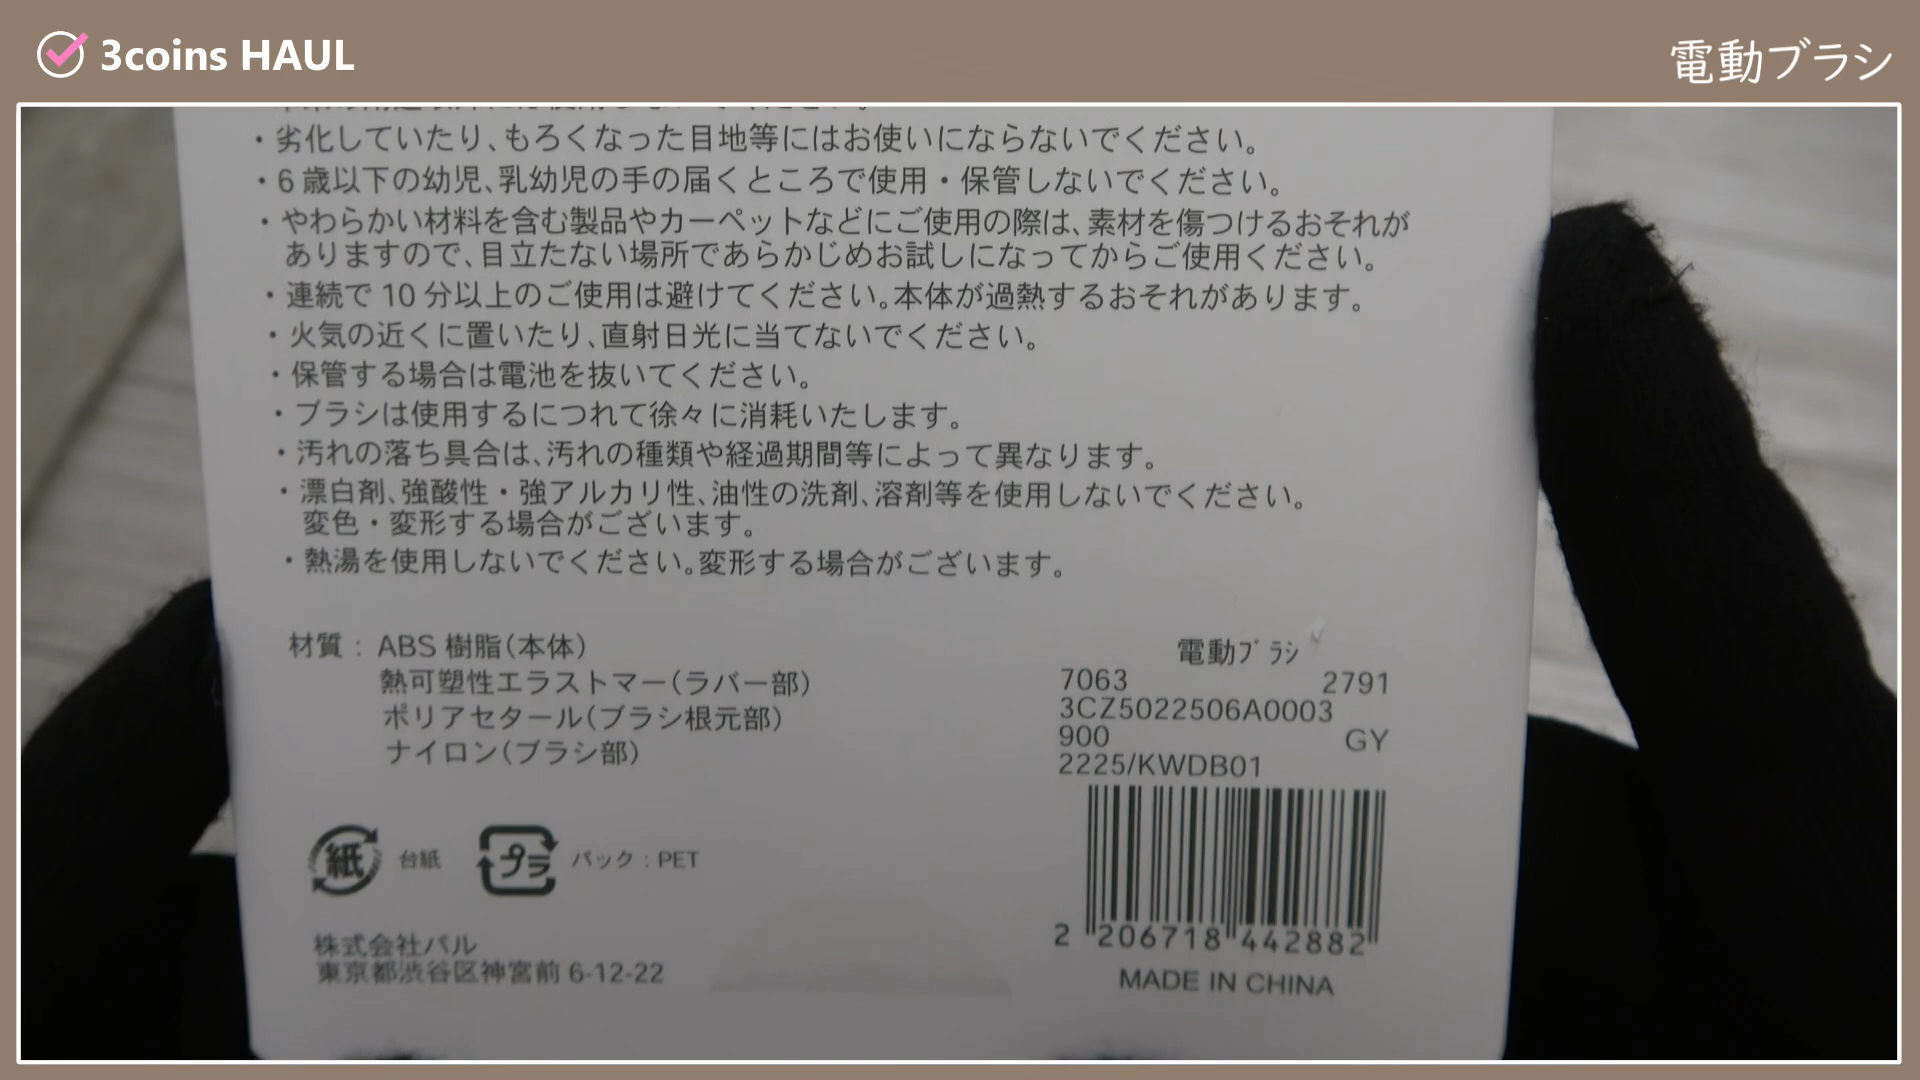 3coins HAUL
電動ブラシ
・劣化していたり、もろくなった目地等にはお使いにならないでください。
・6歳以下の幼児、乳幼児の手の届くところで使用・保管しないでください。
・やわらかい材料を含む製品やカーペットなどにご使用の際は、素材を傷つけるおそれが
ありますので、目立たない場所であらかじめお試しになってからご使用ください。
・連続で10分以上のご使用は避けてください。本体が過熱するおそれがあります。
・火気の近くに置いたり、直射日光に当てないでください。
・保管する場合は電池を抜いてください。
・ブラシは使用するにつれて徐々に消耗いたします。
・汚れの落ち具合は、汚れの種類や経過期間等によって異なります。
・漂白剤、強酸性・強アルカリ性、油性の洗剤、溶剤等を使用しないでください。
変色・変形する場合がございます。
・熱湯を使用しないでください。変形する場合がございます。
材質：ABS樹脂（本体）
熱可塑性エラストマー（ラバー部）
ポリアセタール（ブラシ根元部）
ナイロン（ブラシ部）
紙 台紙 プラ パック：PET
株式会社パル
東京都渋谷区神宮前6-12-22
電動ﾌﾞﾗｼ
7063 2791
3CZ5022506A0003
900 GY
2225/KWDB01
2 206718 442882
MADE IN CHINA